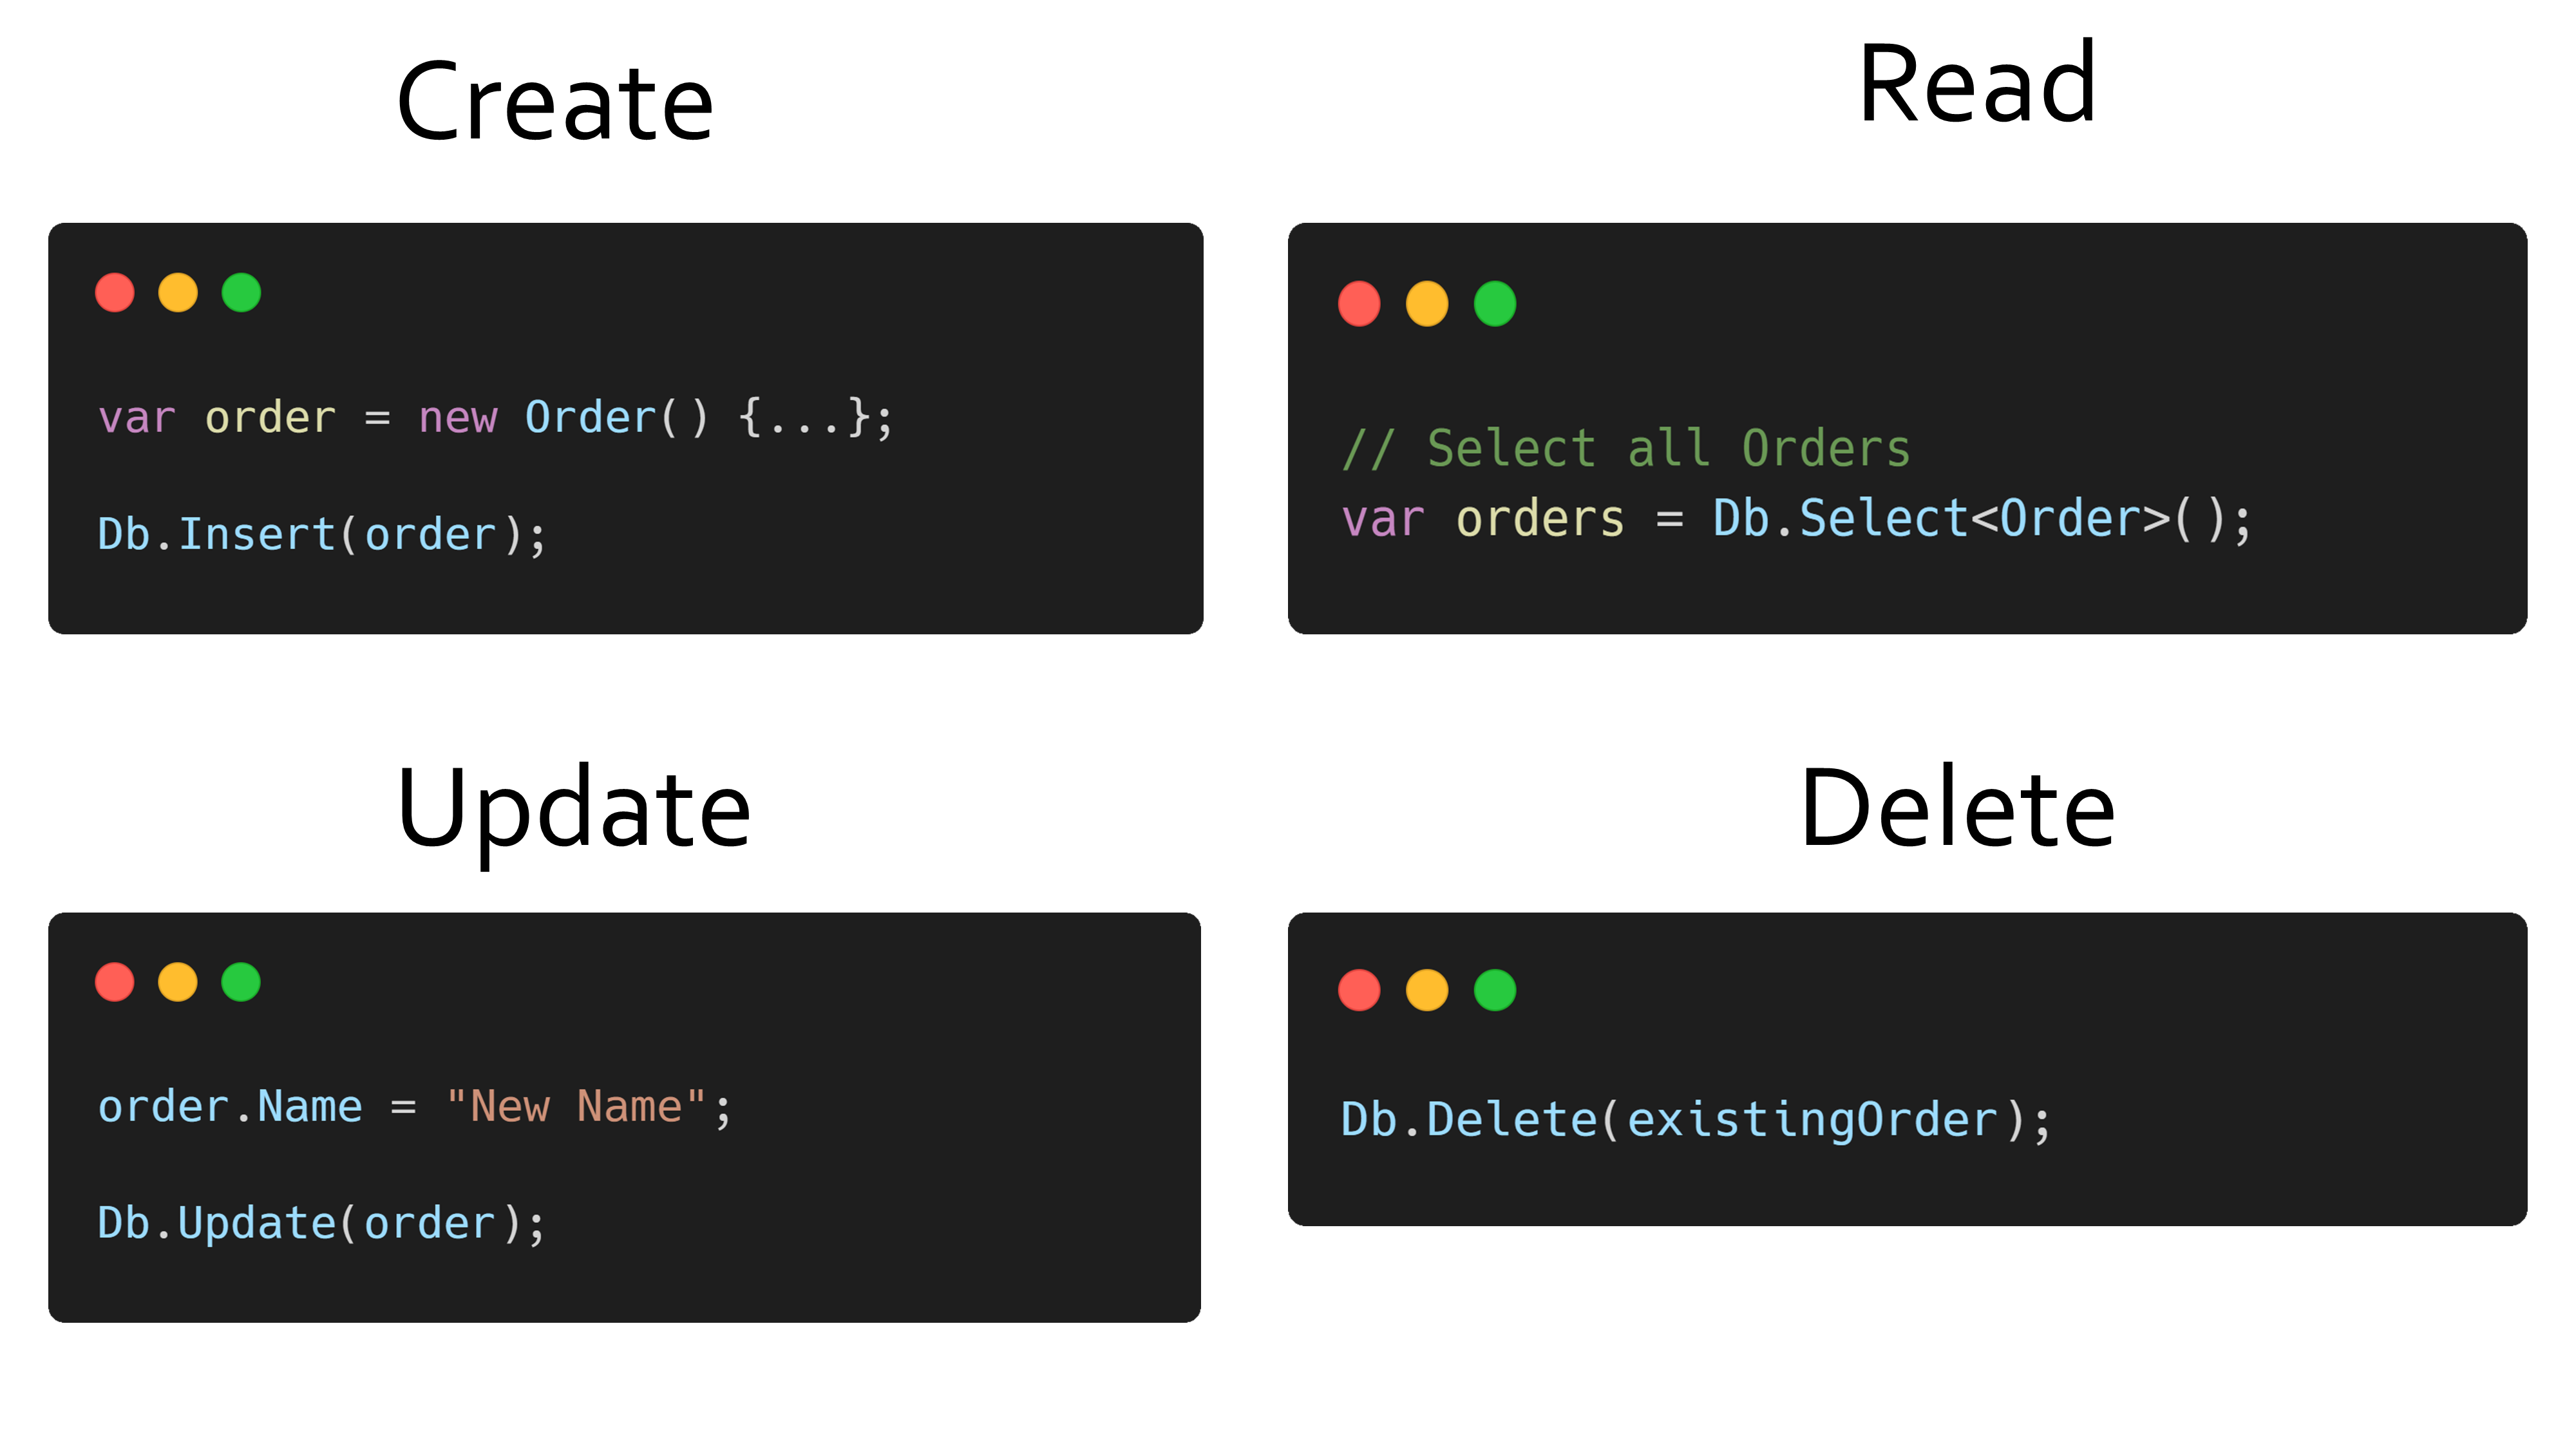 Create
var order = new Order() {...};
Db.Insert(order);
Read
// Select all Orders
var orders = Db.Select<Order>();
Update
order.Name = "New Name";
Db.Update(order);
Delete
Db.Delete(existingOrder);